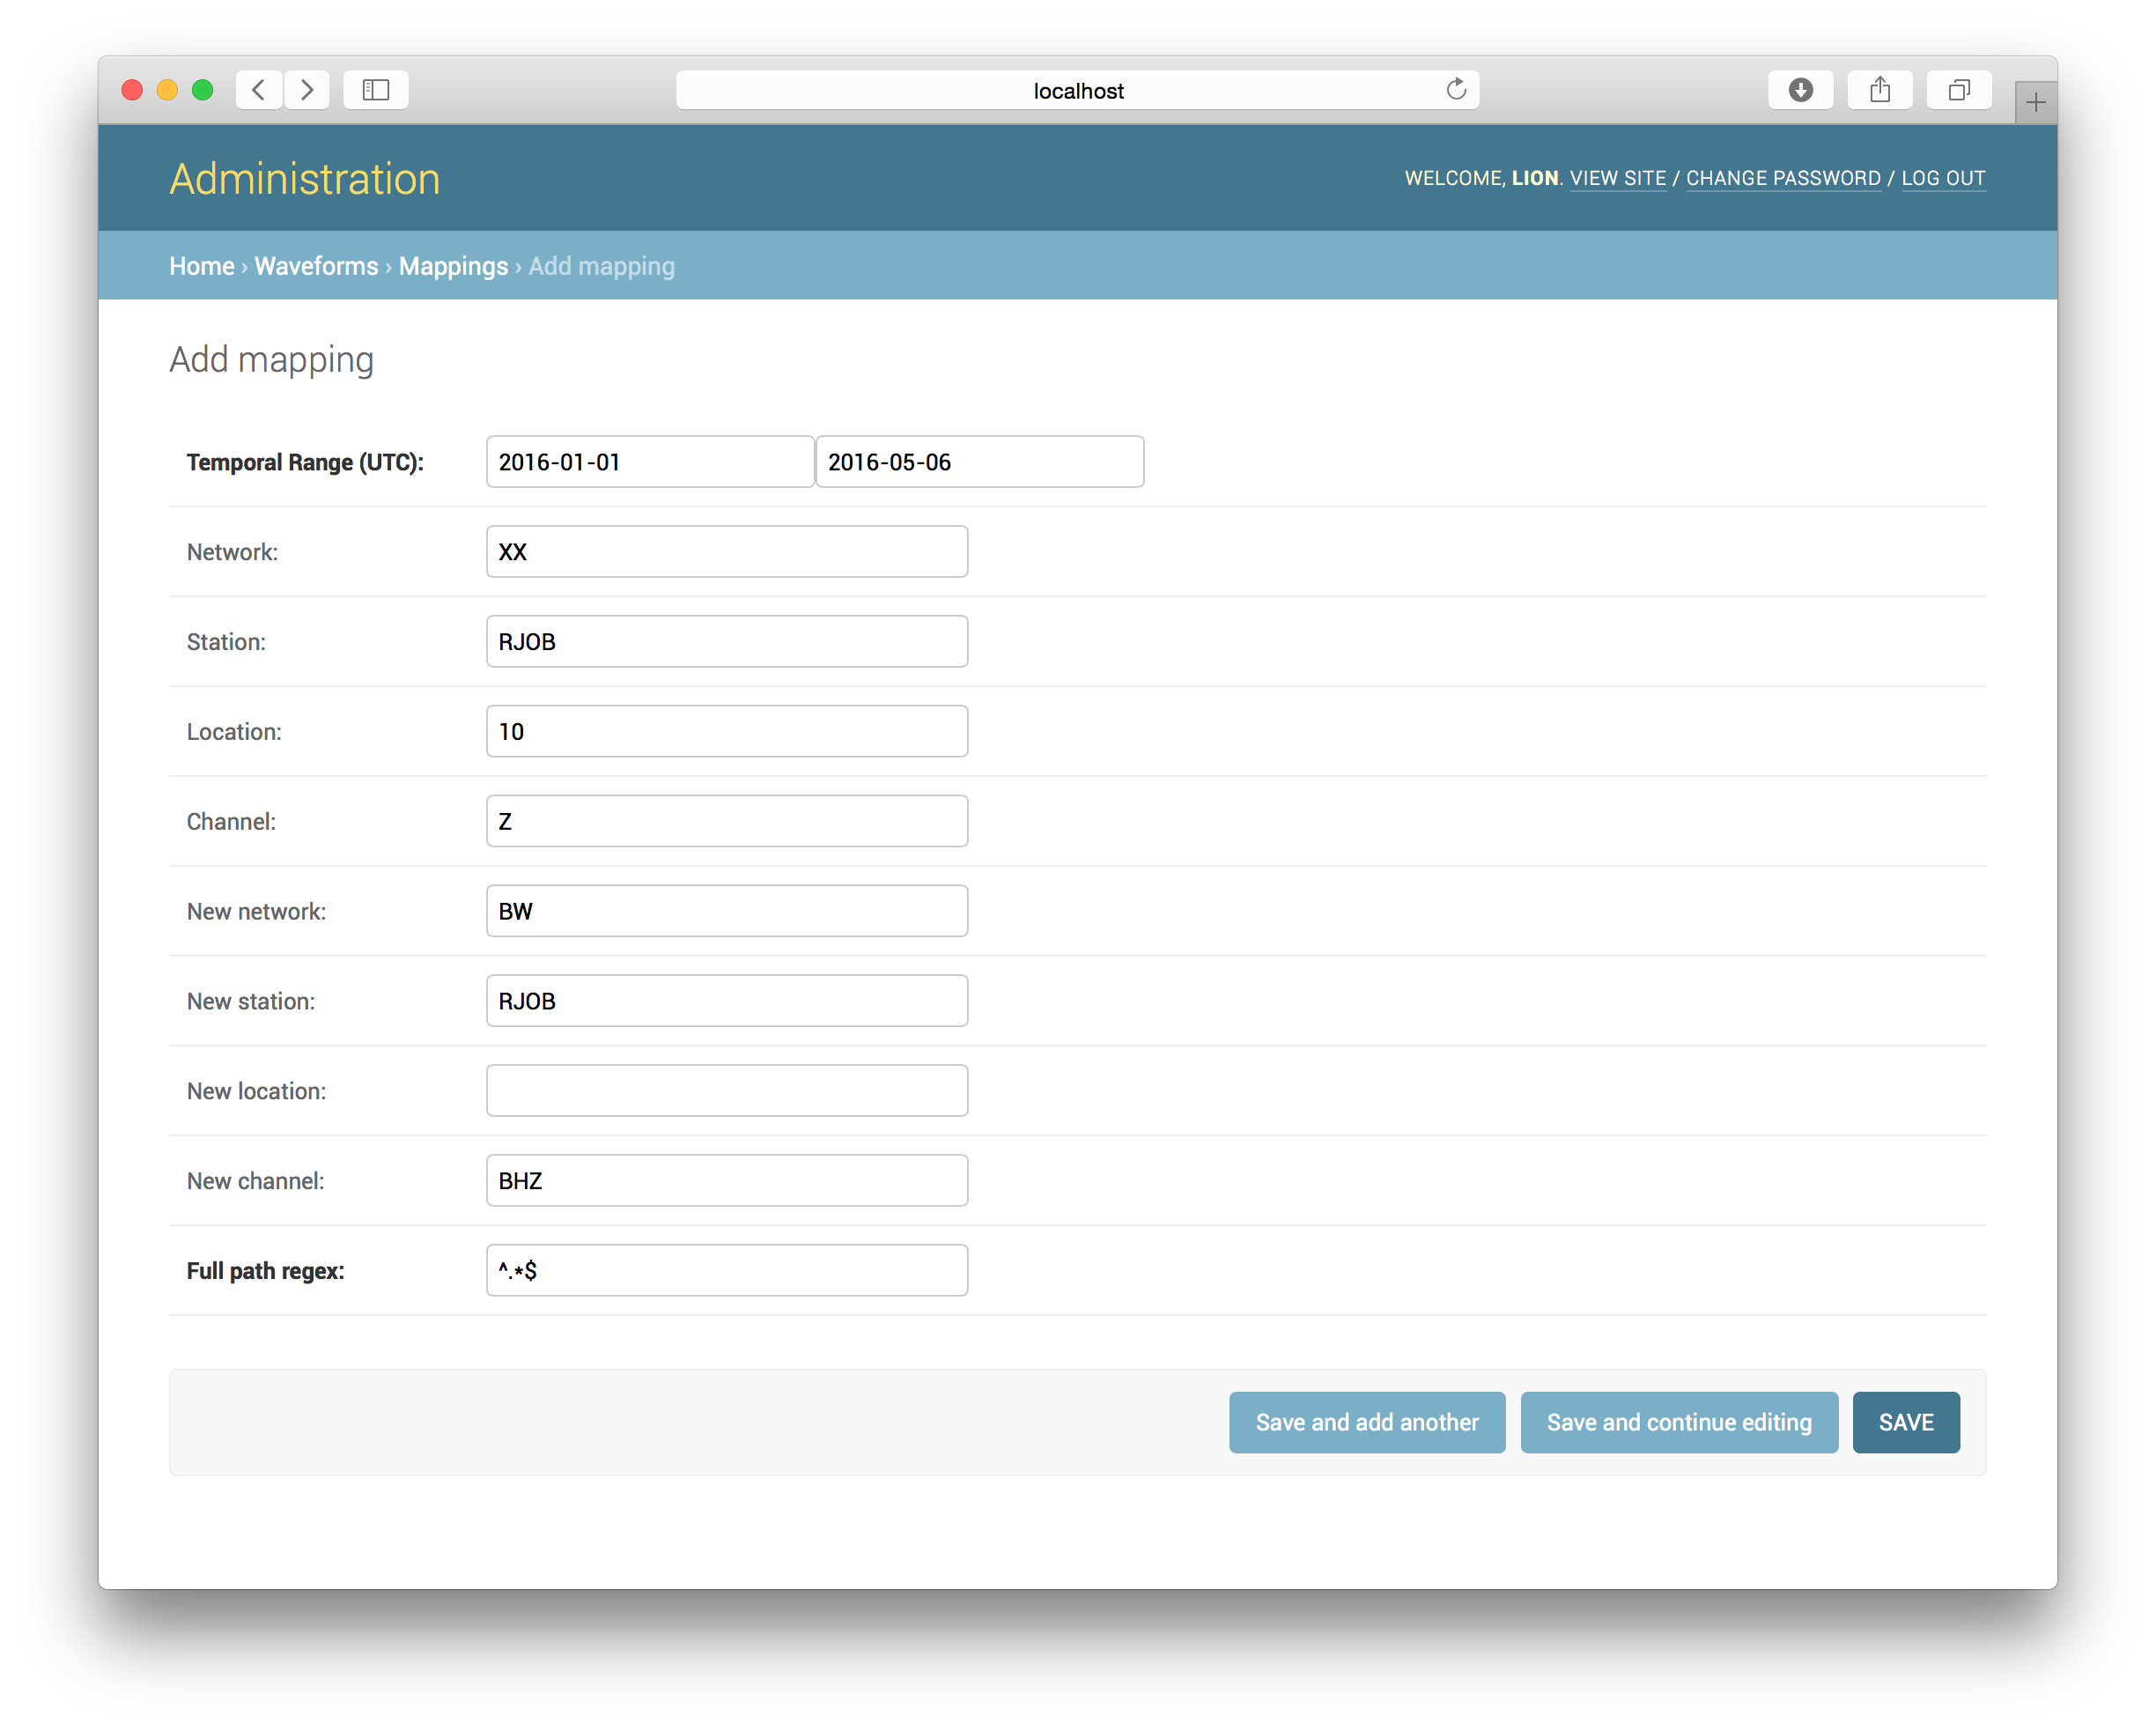 localhost
Administration
WELCOME, LION. VIEW SITE / CHANGE PASSWORD / LOG OUT
Home › Waveforms › Mappings › Add mapping
Add mapping
Temporal Range (UTC): 2016-01-01 2016-05-06
Network: XX
Station: RJOB
Location: 10
Channel: Z
New network: BW
New station: RJOB
New location:
New channel: BHZ
Full path regex: ^.*$
Save and add another Save and continue editing SAVE